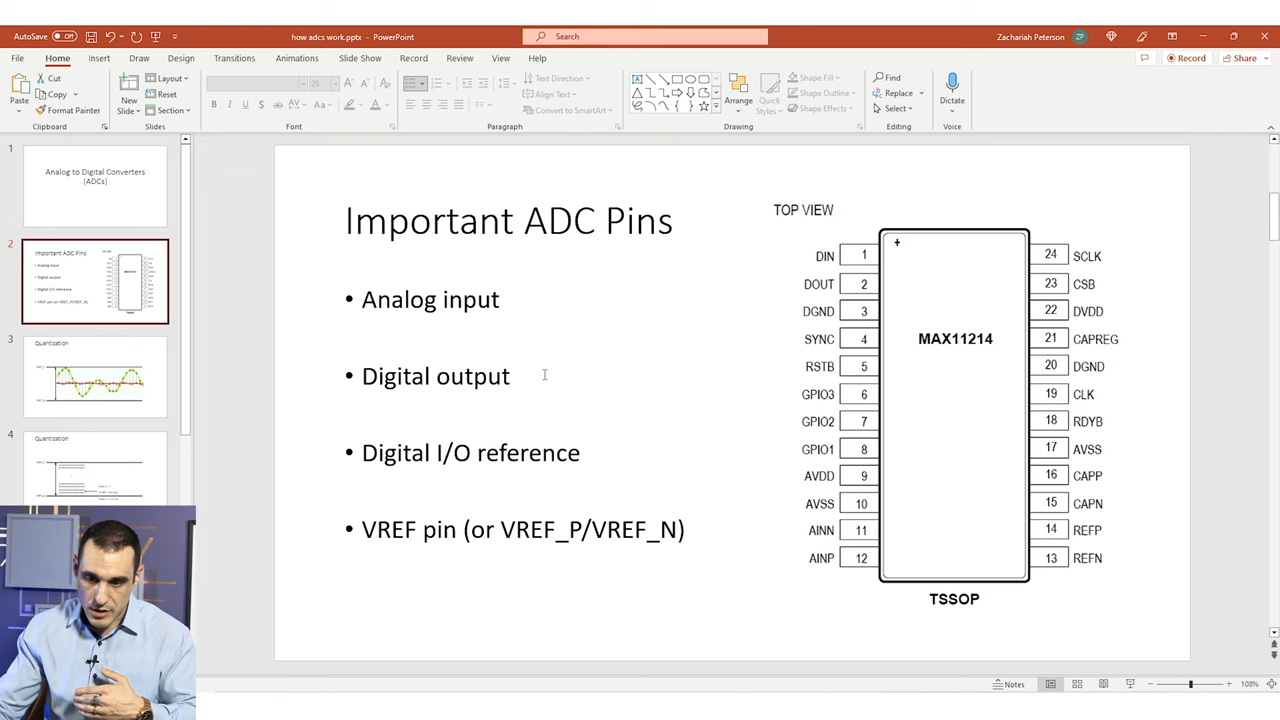 AutoSave Off
how adcs work.pptx - PowerPoint
Search
Zachariah Peterson ZP
File Home Insert Draw Design Transitions Animations Slide Show Record Review View Help
Record Share
Paste
Cut
Copy
Format Painter
Clipboard
New
Slide
Layout
Reset
Section
Slides
28
Font
Text Direction
Align Text
Convert to SmartArt
Paragraph
Arrange
Quick
Styles
Shape Fill
Shape Outline
Shape Effects
Drawing
Find
Replace
Select
Editing
Dictate
Voice
1
Analog to Digital Converters
(ADCs)
2
Important ADC Pins
• Analog input
• Digital output
• Digital I/O reference
• VREF pin (or VREF_P/VREF_N)
3
Quantization
4
Quantization
Important ADC Pins
• Analog input
• Digital output
• Digital I/O reference
• VREF pin (or VREF_P/VREF_N)
TOP VIEW
+
MAX11214
DIN 1
DOUT 2
DGND 3
SYNC 4
RSTB 5
GPIO3 6
GPIO2 7
GPIO1 8
AVDD 9
AVSS 10
AINN 11
AINP 12
24 SCLK
23 CSB
22 DVDD
21 CAPREG
20 DGND
19 CLK
18 RDYB
17 AVSS
16 CAPP
15 CAPN
14 REFP
13 REFN
TSSOP
Notes
108%